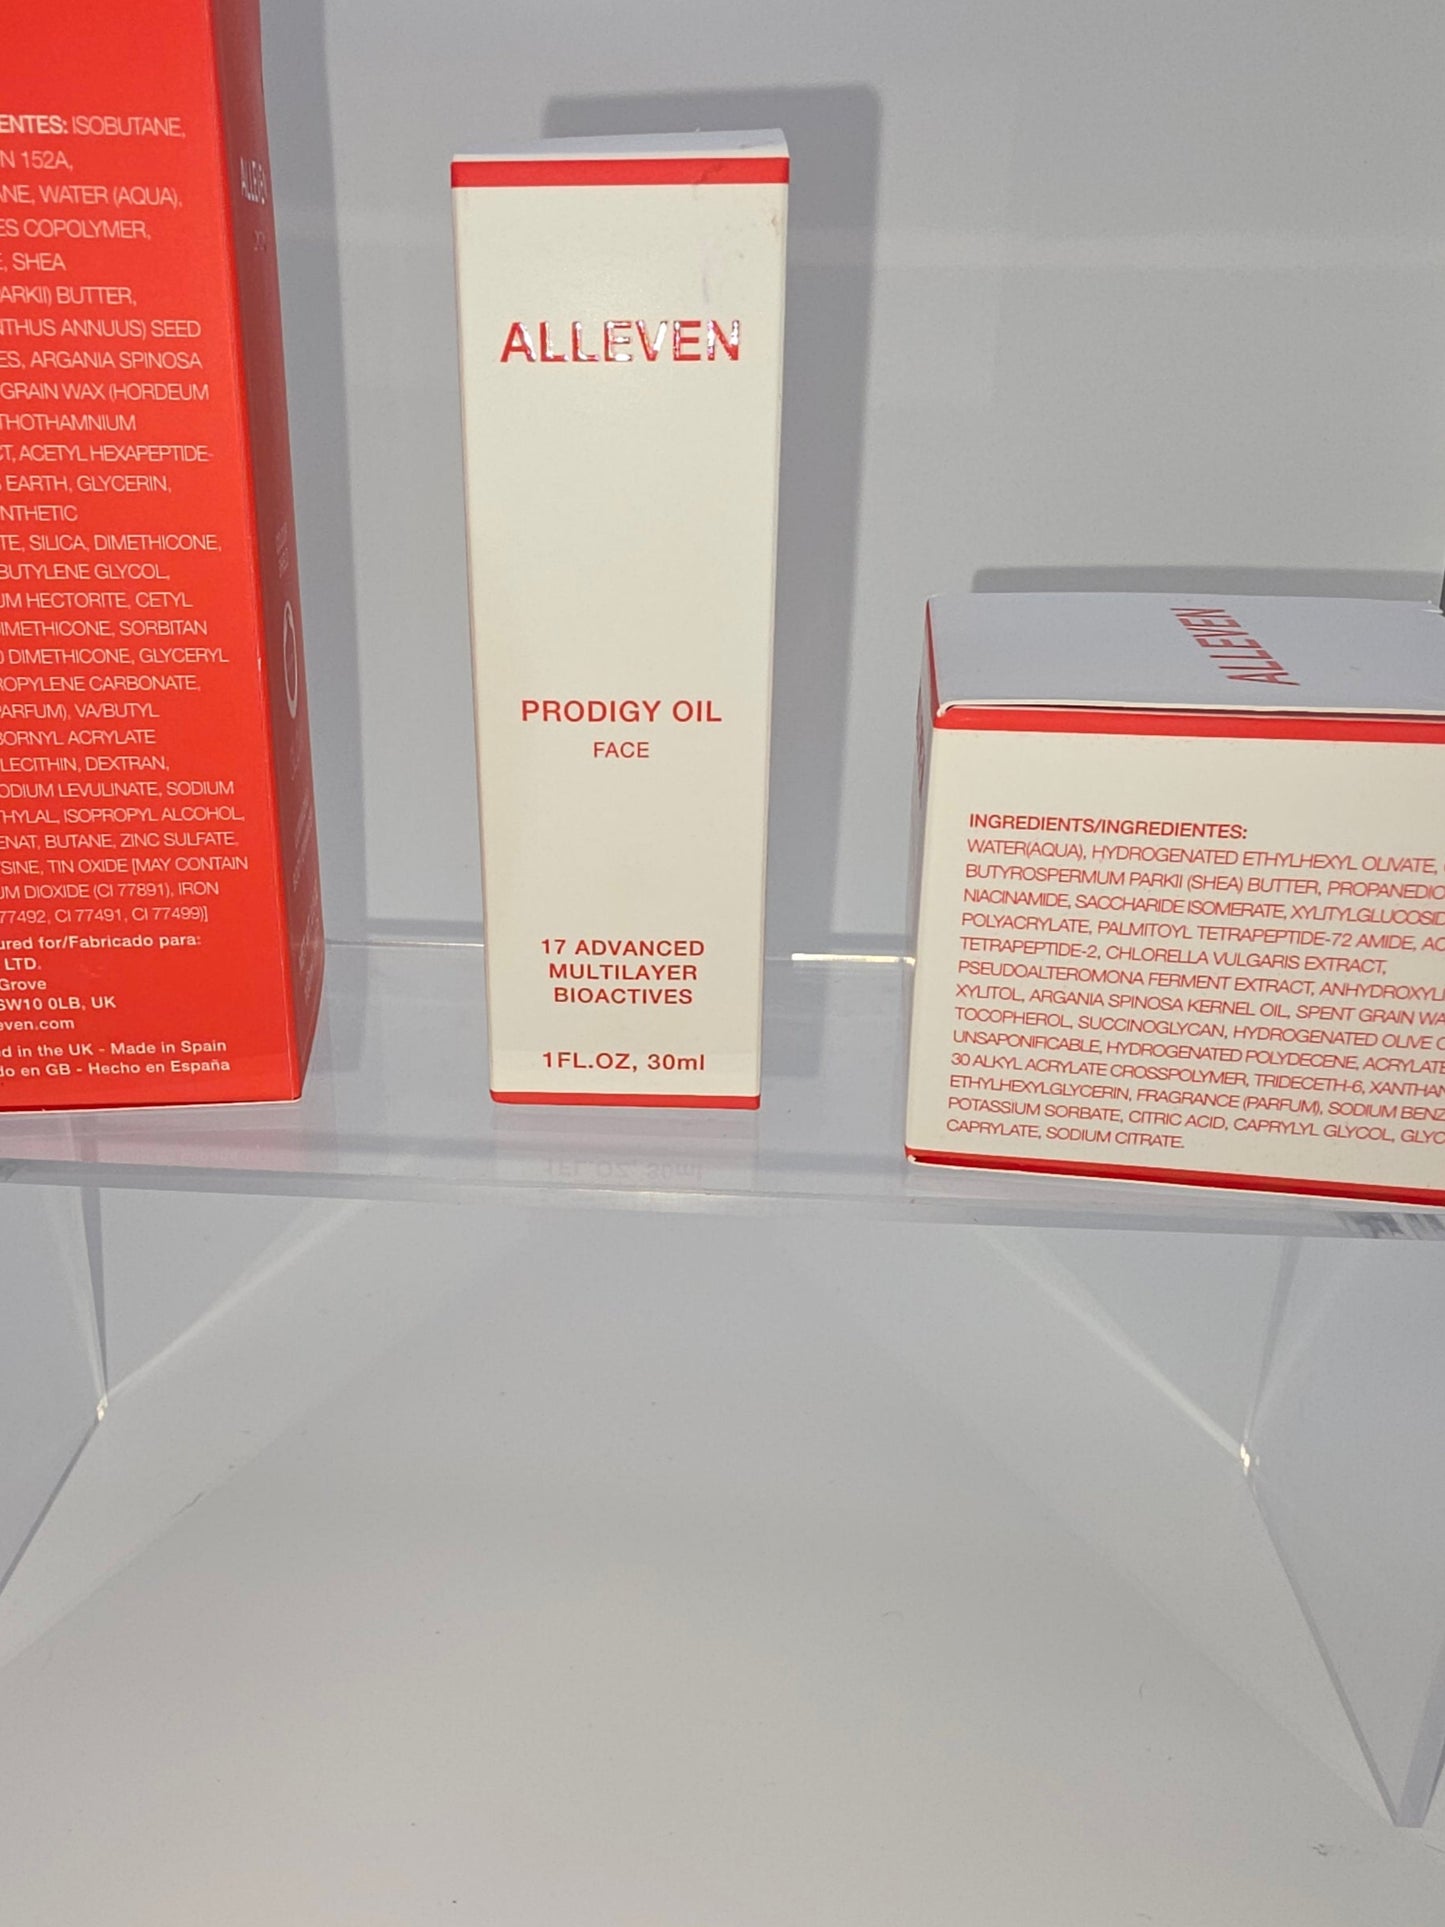 ENTES: ISOBUTANE,
N 152A,
ANE, WATER (AQUA),
ES COPOLYMER,
E, SHEA
PARKII) BUTTER,
NTHUS ANNUUS) SEED
ES, ARGANIA SPINOSA
GRAIN WAX (HORDEUM
THOTHAMNIUM
CT, ACETYL HEXAPEPTIDE-
EARTH, GLYCERIN,
NTHETIC
TE, SILICA, DIMETHICONE,
BUTYLENE GLYCOL,
UM HECTORITE, CETYL
DIMETHICONE, SORBITAN
0 DIMETHICONE, GLYCERYL
ROPYLENE CARBONATE,
PARFUM), VA/BUTYL
BORNYL ACRYLATE
LECITHIN, DEXTRAN,
ODIUM LEVULINATE, SODIUM
THYLAL, ISOPROPYL ALCOHOL,
ENAT, BUTANE, ZINC SULFATE,
YSINE, TIN OXIDE [MAY CONTAIN
UM DIOXIDE (CI 77891), IRON
77492, CI 77491, CI 77499)]
ured for/Fabricado para:
LTD.
Grove
SW10 0LB, UK
even.com
d in the UK - Made in Spain
do en GB - Hecho en España
ALLEVEN
ALLEVEN
PRODIGY OIL
FACE
17 ADVANCED
MULTILAYER
BIOACTIVES
1FL.OZ, 30ml
ALLEVEN
INGREDIENTS/INGREDIENTES:
WATER(AQUA), HYDROGENATED ETHYLHEXYL OLIVATE,
BUTYROSPERMUM PARKII (SHEA) BUTTER, PROPANEDIO
NIACINAMIDE, SACCHARIDE ISOMERATE, XYLITYLGLUCOSID
POLYACRYLATE, PALMITOYL TETRAPEPTIDE-72 AMIDE, AC
TETRAPEPTIDE-2, CHLORELLA VULGARIS EXTRACT,
PSEUDOALTEROMONA FERMENT EXTRACT, ANHYDROXYL
XYLITOL, ARGANIA SPINOSA KERNEL OIL, SPENT GRAIN WA
TOCOPHEROL, SUCCINOGLYCAN, HYDROGENATED OLIVE O
UNSAPONIFICABLE, HYDROGENATED POLYDECENE, ACRYLATE
30 ALKYL ACRYLATE CROSSPOLYMER, TRIDECETH-6, XANTHAN
ETHYLHEXYLGLYCERIN, FRAGRANCE (PARFUM), SODIUM BENZ
POTASSIUM SORBATE, CITRIC ACID, CAPRYLYL GLYCOL, GLYC
CAPRYLATE, SODIUM CITRATE.